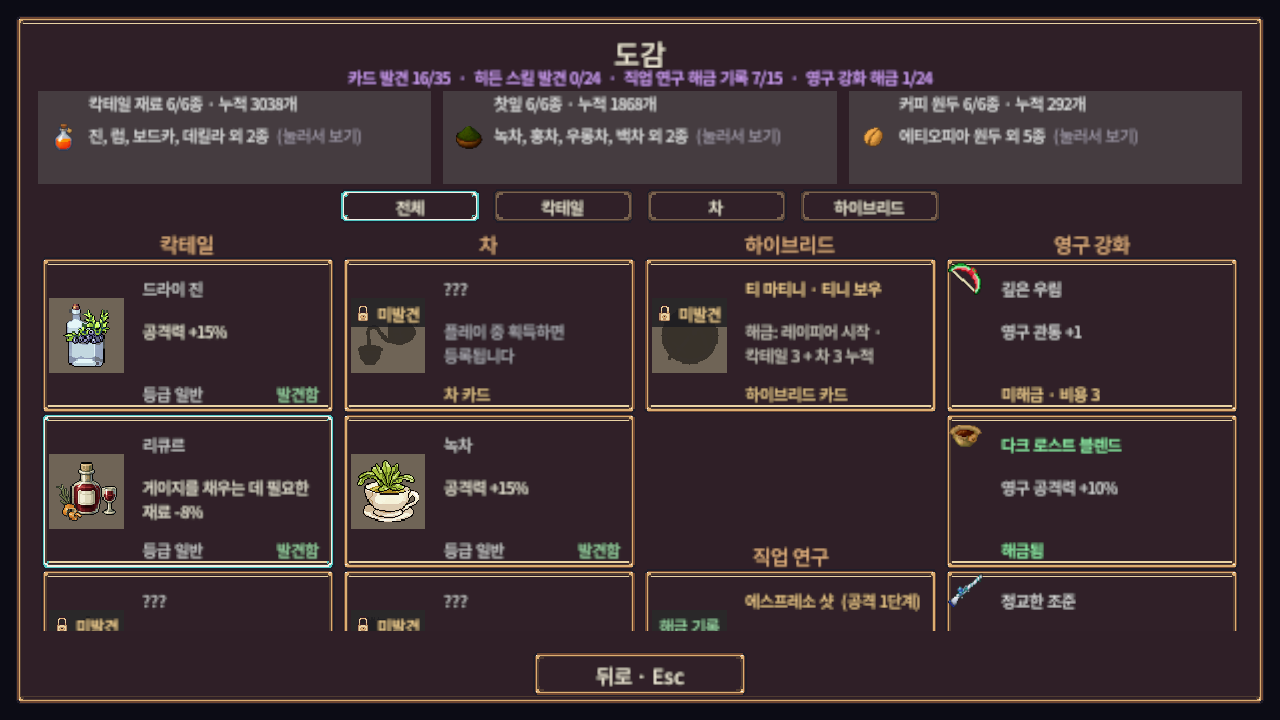 도감
카드 발견 16/35 · 히든 스킬 발견 0/24 · 직업 연구 해금 기록 7/15 · 영구 강화 해금 1/24
칵테일 재료 6/6종 · 누적 3038개
진, 럼, 보드카, 데킬라 외 2종 (눌러서 보기)
찻잎 6/6종 · 누적 1868개
녹차, 홍차, 우롱차, 백차 외 2종 (눌러서 보기)
커피 원두 6/6종 · 누적 292개
에티오피아 원두 외 5종 (눌러서 보기)
전체
칵테일
차
하이브리드
칵테일
드라이 진
공격력 +15%
등급 일반
발견함
리큐르
게이지를 채우는 데 필요한
재료 -8%
등급 일반
발견함
???
미발견
차
???
미발견
플레이 중 획득하면
등록됩니다
차 카드
녹차
공격력 +15%
등급 일반
발견함
???
미발견
하이브리드
티 마티니 · 티니 보우
미발견
해금: 레이피어 시작 ·
칵테일 3 + 차 3 누적
하이브리드 카드
직업 연구
에스프레소 샷 (공격 1단계)
해금 기록
영구 강화
깊은 우림
영구 관통 +1
미해금 · 비용 3
다크 로스트 블렌드
영구 공격력 +10%
해금됨
정교한 조준
뒤로 · Esc